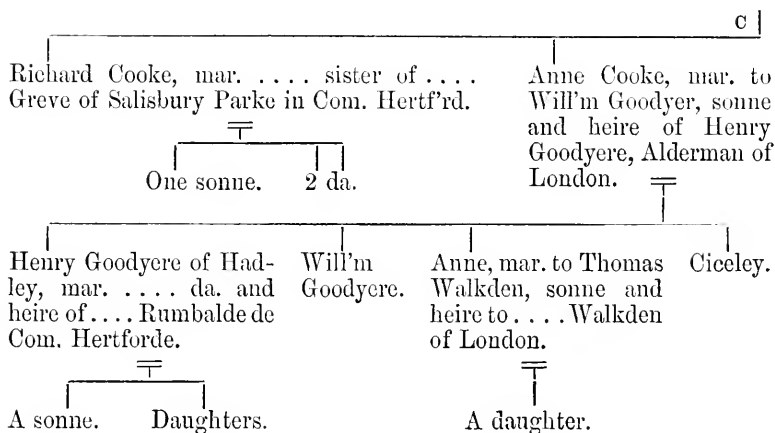 C
Richard Cooke, mar. . . . . sister of . . . .
Greve of Salisbury Parke in Com. Hertf'rd.
One sonne. 2 da.
Anne Cooke, mar. to
Will'm Goodyer, sonne
and heire of Henry
Goodyere, Alderman of
London.
Henry Goodyere of Had-
ley, mar. . . . . da. and
heire of . . . . Rumbalde de
Com. Hertforde.
A sonne. Daughters.
Will'm
Goodyere.
Anne, mar. to Thomas
Walkden, sonne and
heire to . . . . Walkden
of London.
A daughter.
Ciceley.